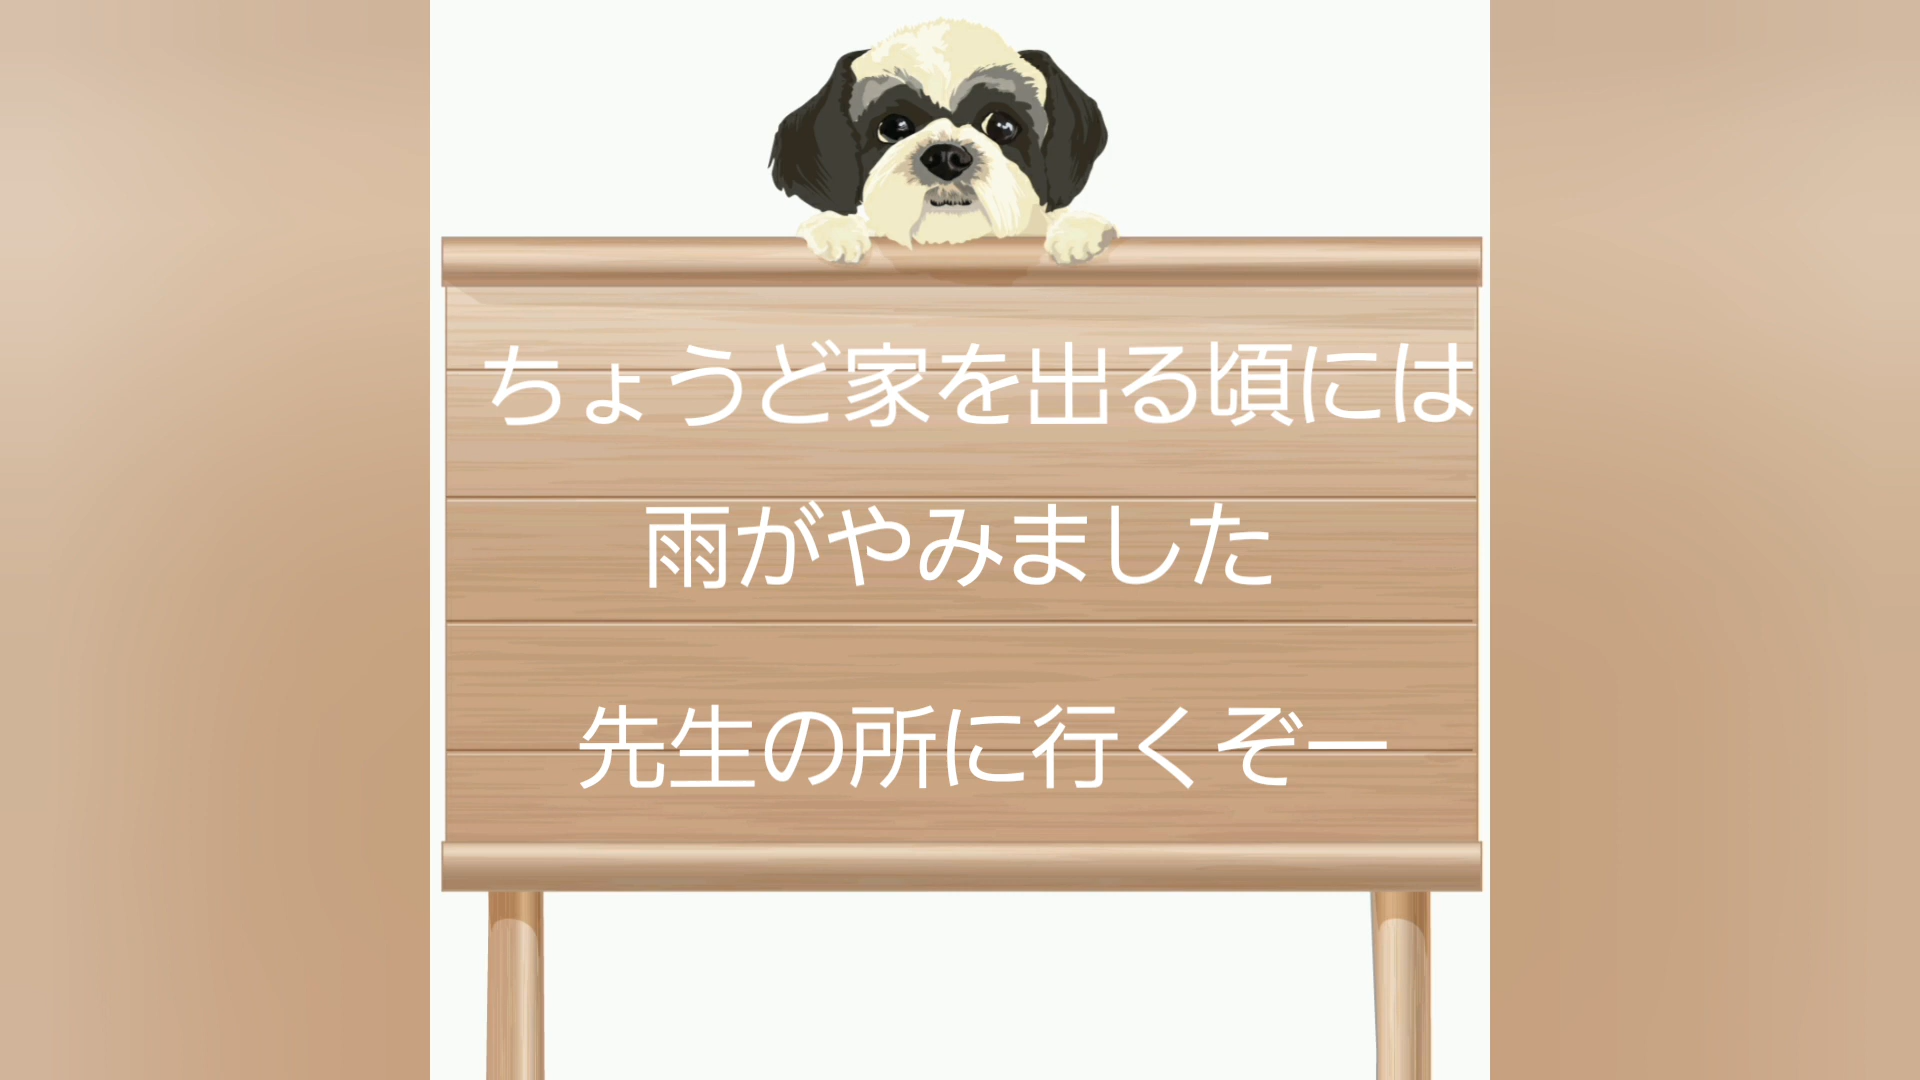 ちょうど家を出る頃には
雨がやみました
先生の所に行くぞー